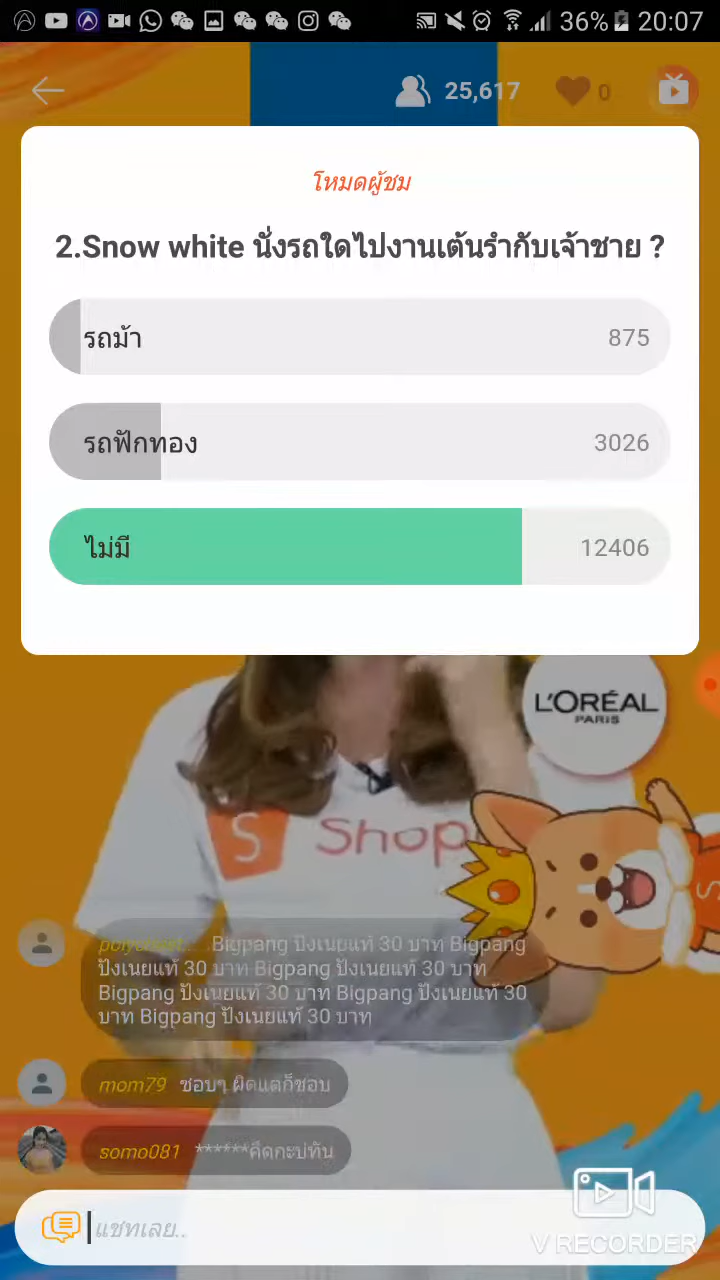 36% 20:07
25,617
0
โหมดผู้ชม
2.Snow white นั่งรถใดไปงานเต้นรำกับเจ้าชาย ?
รถม้า 875
รถฟักทอง 3026
ไม่มี 12406
L'ORÉAL
PARIS
S Shop
S
Bigpang ปังเนยแท้ 30 บาท Bigpang
ปังเนยแท้ 30 บาท Bigpang ปังเนยแท้ 30 บาท
Bigpang ปังเนยแท้ 30 บาท Bigpang ปังเนยแท้ 30
บาท Bigpang ปังเนยแท้ 30 บาท
mom79 ชอบๆ ผิดแต่ก็ชอบ
somo081 ******คึดกะบ่ทัน
แชทเลย..
V RECORDER